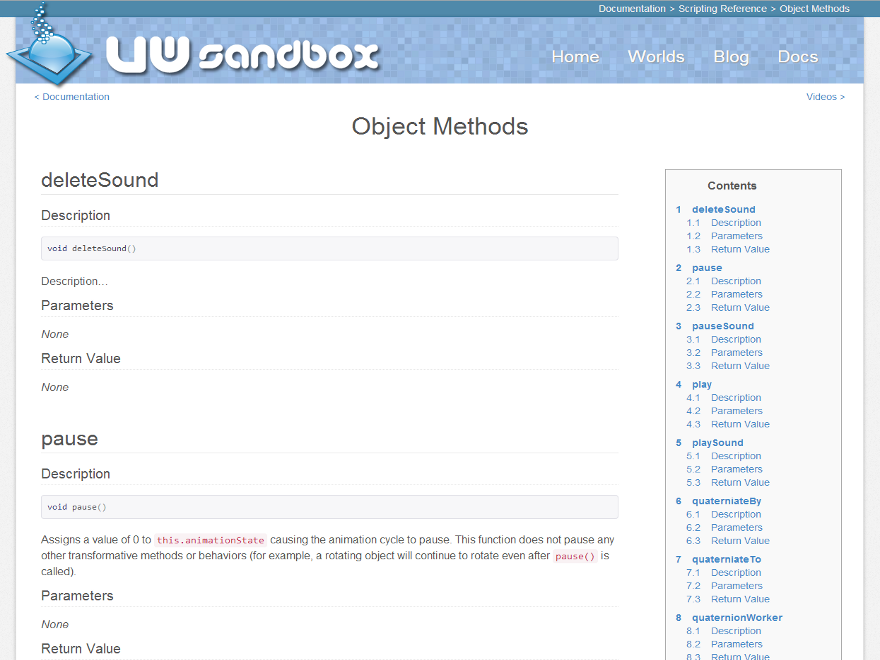 Documentation > Scripting Reference > Object Methods
UW sandbox
Home Worlds Blog Docs
< Documentation
Videos >
Object Methods
deleteSound
Description
void deleteSound()
Description...
Parameters
None
Return Value
None
pause
Description
void pause()
Assigns a value of 0 to this.animationState causing the animation cycle to pause. This function does not pause any
other transformative methods or behaviors (for example, a rotating object will continue to rotate even after pause() is
called).
Parameters
None
Return Value
Contents
1 deleteSound
1.1 Description
1.2 Parameters
1.3 Return Value
2 pause
2.1 Description
2.2 Parameters
2.3 Return Value
3 pauseSound
3.1 Description
3.2 Parameters
3.3 Return Value
4 play
4.1 Description
4.2 Parameters
4.3 Return Value
5 playSound
5.1 Description
5.2 Parameters
5.3 Return Value
6 quaterniateBy
6.1 Description
6.2 Parameters
6.3 Return Value
7 quaterniateTo
7.1 Description
7.2 Parameters
7.3 Return Value
8 quaternionWorker
8.1 Description
8.2 Parameters
8.3 Return Value